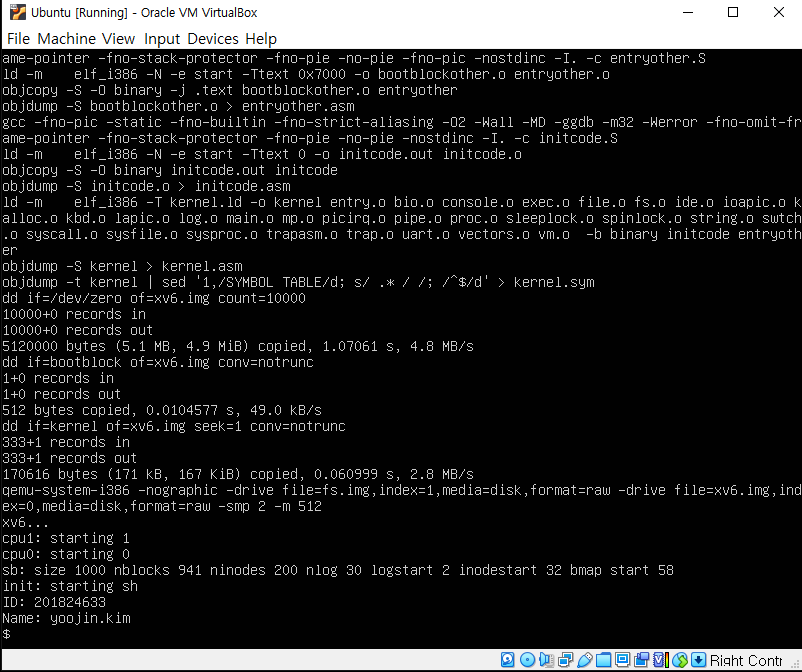 Ubuntu [Running] - Oracle VM VirtualBox
File Machine View Input Devices Help
ame-pointer -fno-stack-protector -fno-pie -no-pie -fno-pic -nostdinc -I. -c entryother.S
ld -m    elf_i386 -N -e start -Ttext 0x7000 -o bootblockother.o entryother.o
objcopy -S -O binary -j .text bootblockother.o entryother
objdump -S bootblockother.o > entryother.asm
gcc -fno-pic -static -fno-builtin -fno-strict-aliasing -O2 -Wall -MD -ggdb -m32 -Werror -fno-omit-fr
ame-pointer -fno-stack-protector -fno-pie -no-pie -nostdinc -I. -c initcode.S
ld -m    elf_i386 -N -e start -Ttext 0 -o initcode.out initcode.o
objcopy -S -O binary initcode.out initcode
objdump -S initcode.o > initcode.asm
ld -m    elf_i386 -T kernel.ld -o kernel entry.o bio.o console.o exec.o file.o fs.o ide.o ioapic.o k
alloc.o kbd.o lapic.o log.o main.o mp.o picirq.o pipe.o proc.o sleeplock.o spinlock.o string.o swtch
.o syscall.o sysfile.o sysproc.o trapasm.o trap.o uart.o vectors.o vm.o  -b binary initcode entryoth
er
objdump -S kernel > kernel.asm
objdump -t kernel | sed '1,/SYMBOL TABLE/d; s/ .* / /; /^$/d' > kernel.sym
dd if=/dev/zero of=xv6.img count=10000
10000+0 records in
10000+0 records out
5120000 bytes (5.1 MB, 4.9 MiB) copied, 1.07061 s, 4.8 MB/s
dd if=bootblock of=xv6.img conv=notrunc
1+0 records in
1+0 records out
512 bytes copied, 0.0104577 s, 49.0 kB/s
dd if=kernel of=xv6.img seek=1 conv=notrunc
333+1 records in
333+1 records out
170616 bytes (171 kB, 167 KiB) copied, 0.060999 s, 2.8 MB/s
qemu-system-i386 -nographic -drive file=fs.img,index=1,media=disk,format=raw -drive file=xv6.img,ind
ex=0,media=disk,format=raw -smp 2 -m 512
xv6...
cpu1: starting 1
cpu0: starting 0
sb: size 1000 nblocks 941 ninodes 200 nlog 30 logstart 2 inodestart 32 bmap start 58
init: starting sh
ID: 201824633
Name: yoojin.kim
$
Right Contr